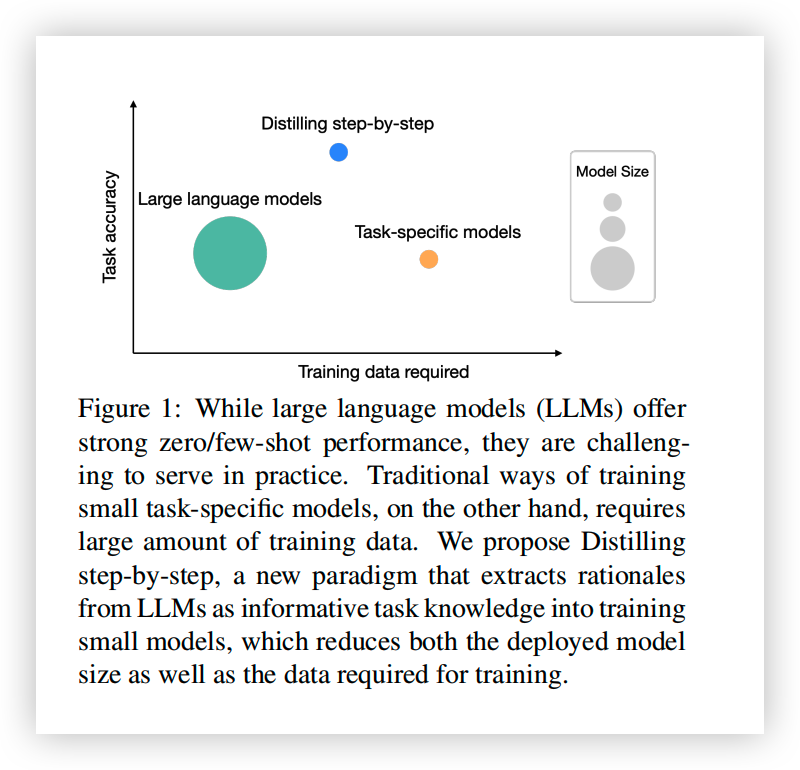 Distilling step-by-step
Large language models
Task-specific models
Task accuracy
Training data required
Model Size
Figure 1: While large language models (LLMs) offer
strong zero/few-shot performance, they are challeng-
ing to serve in practice. Traditional ways of training
small task-specific models, on the other hand, requires
large amount of training data. We propose Distilling
step-by-step, a new paradigm that extracts rationales
from LLMs as informative task knowledge into training
small models, which reduces both the deployed model
size as well as the data required for training.